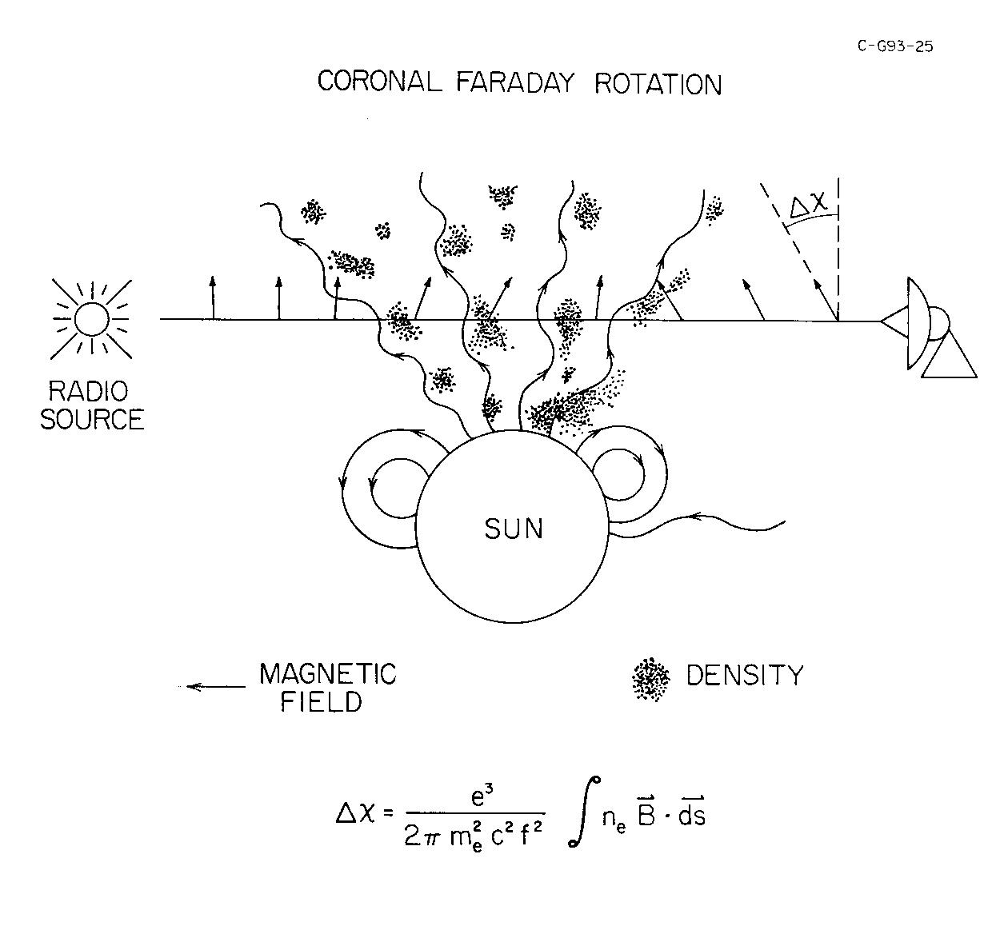 C-G93-25
CORONAL FARADAY ROTATION
Δχ
RADIO
SOURCE
SUN
MAGNETIC
FIELD
DENSITY
Δχ = e³ / 2π mₑ² c² f² ∫ nₑ B⃗ · d⃗s⃗